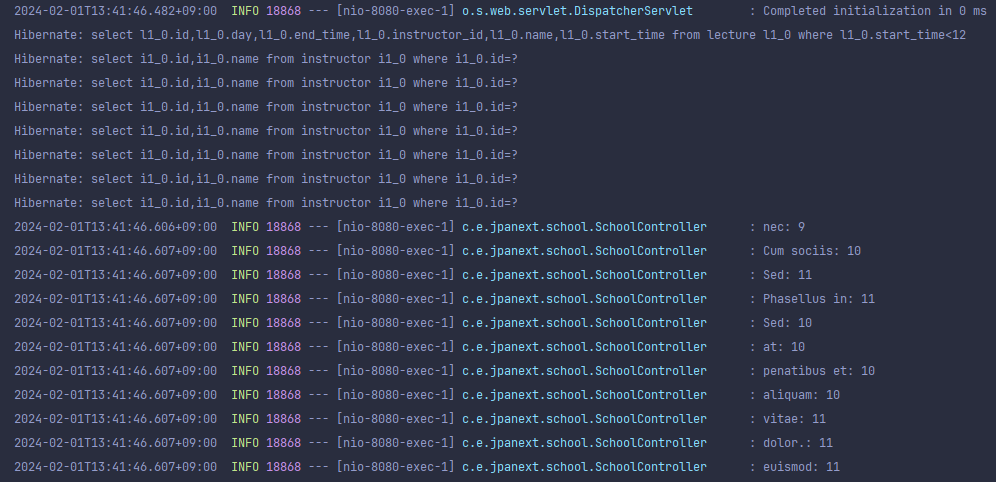 2024-02-01T13:41:46.482+09:00  INFO 18868 --- [nio-8080-exec-1] o.s.web.servlet.DispatcherServlet        : Completed initialization in 0 ms
Hibernate: select l1_0.id,l1_0.day,l1_0.end_time,l1_0.instructor_id,l1_0.name,l1_0.start_time from lecture l1_0 where l1_0.start_time<12
Hibernate: select i1_0.id,i1_0.name from instructor i1_0 where i1_0.id=?
Hibernate: select i1_0.id,i1_0.name from instructor i1_0 where i1_0.id=?
Hibernate: select i1_0.id,i1_0.name from instructor i1_0 where i1_0.id=?
Hibernate: select i1_0.id,i1_0.name from instructor i1_0 where i1_0.id=?
Hibernate: select i1_0.id,i1_0.name from instructor i1_0 where i1_0.id=?
Hibernate: select i1_0.id,i1_0.name from instructor i1_0 where i1_0.id=?
Hibernate: select i1_0.id,i1_0.name from instructor i1_0 where i1_0.id=?
2024-02-01T13:41:46.606+09:00  INFO 18868 --- [nio-8080-exec-1] c.e.jpanext.school.SchoolController      : nec: 9
2024-02-01T13:41:46.607+09:00  INFO 18868 --- [nio-8080-exec-1] c.e.jpanext.school.SchoolController      : Cum sociis: 10
2024-02-01T13:41:46.607+09:00  INFO 18868 --- [nio-8080-exec-1] c.e.jpanext.school.SchoolController      : Sed: 11
2024-02-01T13:41:46.607+09:00  INFO 18868 --- [nio-8080-exec-1] c.e.jpanext.school.SchoolController      : Phasellus in: 11
2024-02-01T13:41:46.607+09:00  INFO 18868 --- [nio-8080-exec-1] c.e.jpanext.school.SchoolController      : Sed: 10
2024-02-01T13:41:46.607+09:00  INFO 18868 --- [nio-8080-exec-1] c.e.jpanext.school.SchoolController      : at: 10
2024-02-01T13:41:46.607+09:00  INFO 18868 --- [nio-8080-exec-1] c.e.jpanext.school.SchoolController      : penatibus et: 10
2024-02-01T13:41:46.607+09:00  INFO 18868 --- [nio-8080-exec-1] c.e.jpanext.school.SchoolController      : aliquam: 10
2024-02-01T13:41:46.607+09:00  INFO 18868 --- [nio-8080-exec-1] c.e.jpanext.school.SchoolController      : vitae: 11
2024-02-01T13:41:46.607+09:00  INFO 18868 --- [nio-8080-exec-1] c.e.jpanext.school.SchoolController      : dolor.: 11
2024-02-01T13:41:46.607+09:00  INFO 18868 --- [nio-8080-exec-1] c.e.jpanext.school.SchoolController      : euismod: 11